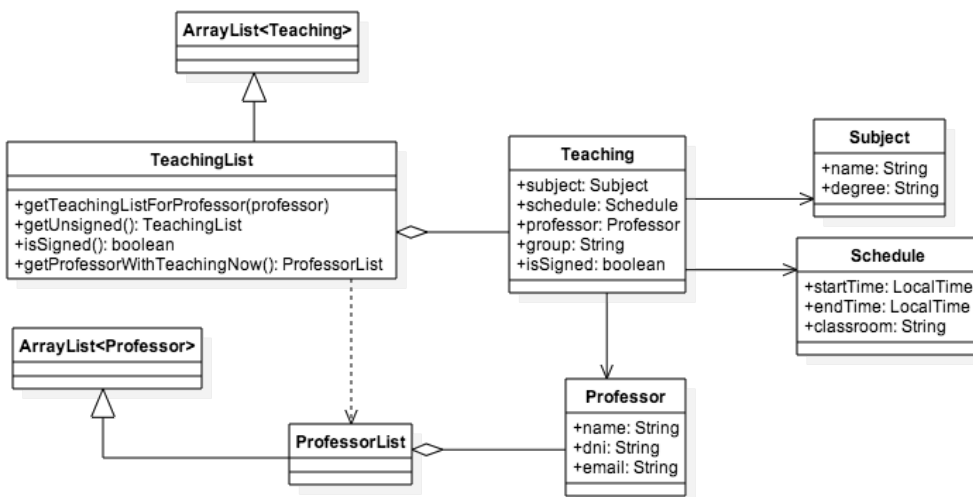 ArrayList<Teaching>
TeachingList
+getTeachingListForProfessor(professor)
+getUnsigned(): TeachingList
+isSigned(): boolean
+getProfessorWithTeachingNow(): ProfessorList
Teaching
+subject: Subject
+schedule: Schedule
+professor: Professor
+group: String
+isSigned: boolean
Subject
+name: String
+degree: String
Schedule
+startTime: LocalTime
+endTime: LocalTime
+classroom: String
ArrayList<Professor>
ProfessorList
Professor
+name: String
+dni: String
+email: String